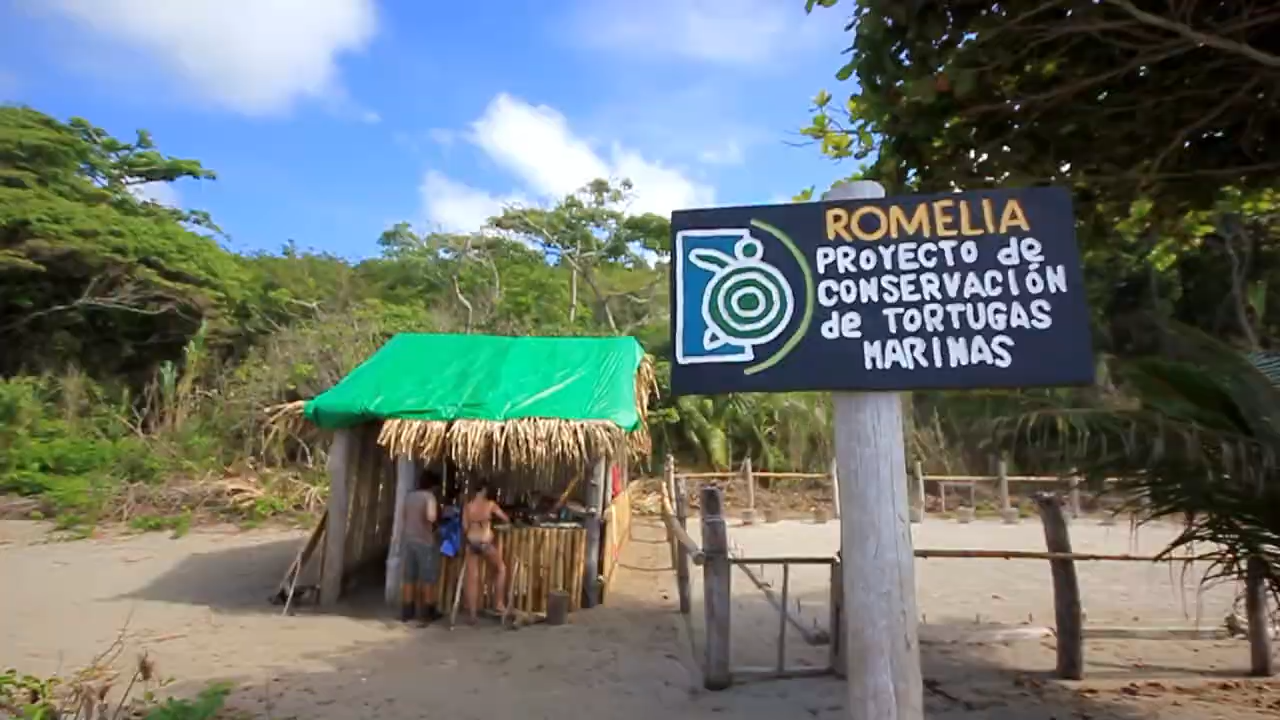 ROMELIA
PROYECTO de
CONSERVACIÓN
de TORTUGAS
MARINAS